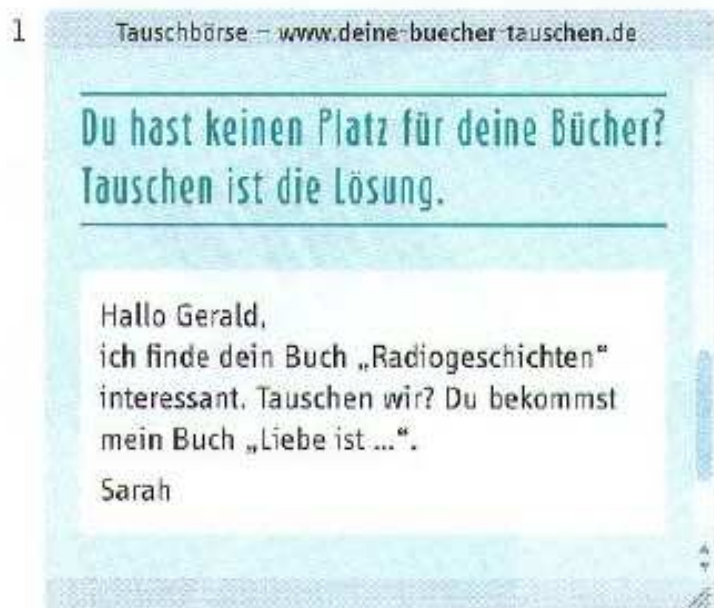 1
Tauschbörse – www.deine-buecher-tauschen.de
Du hast keinen Platz für deine Bücher?
Tauschen ist die Lösung.
Hallo Gerald,
ich finde dein Buch „Radiogeschichten“
interessant. Tauschen wir? Du bekommst
mein Buch „Liebe ist ...“.
Sarah